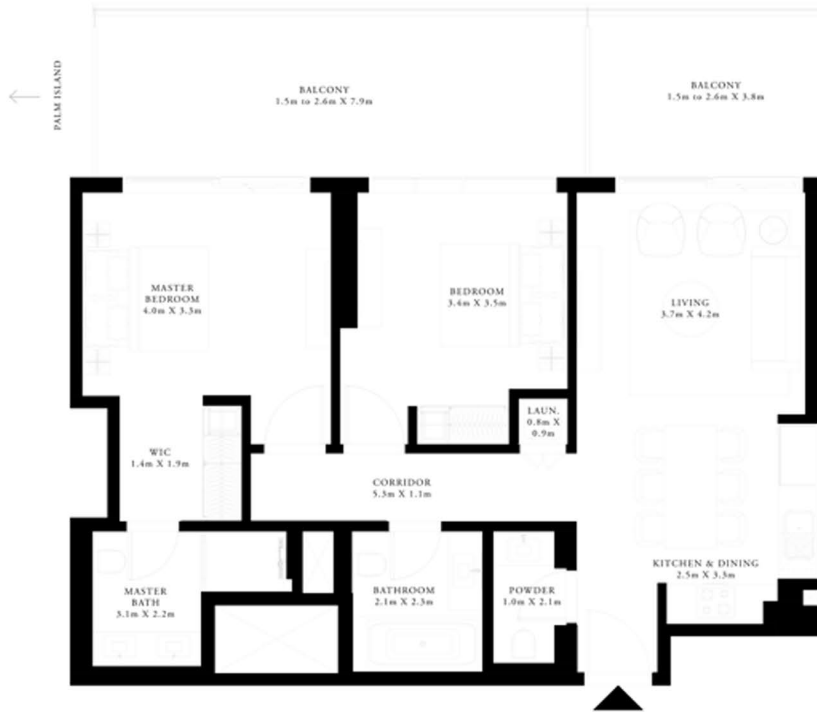 PALM ISLAND
BALCONY
1.5m to 2.6m X 7.9m
BALCONY
1.5m to 2.6m X 3.8m
MASTER
BEDROOM
4.0m X 3.3m
BEDROOM
3.4m X 3.5m
LIVING
3.7m X 4.2m
LAUN.
0.8m X
0.9m
WIC
1.4m X 1.9m
CORRIDOR
5.3m X 1.1m
KITCHEN & DINING
2.5m X 3.3m
MASTER
BATH
3.1m X 2.2m
BATHROOM
2.1m X 2.3m
POWDER
1.0m X 2.1m